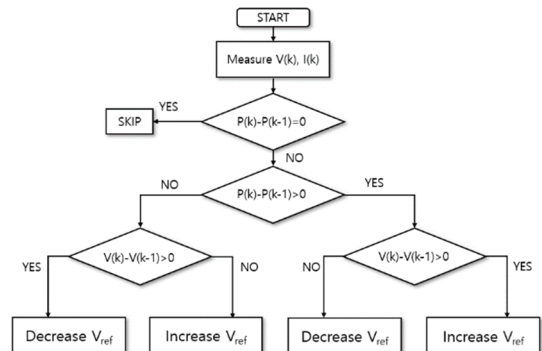 START
Measure V(k), I(k)
YES
SKIP
P(k)-P(k-1)=0
NO
NO
P(k)-P(k-1)>0
YES
YES
V(k)-V(k-1)>0
NO
NO
V(k)-V(k-1)>0
YES
Decrease Vref
Increase Vref
Decrease Vref
Increase Vref